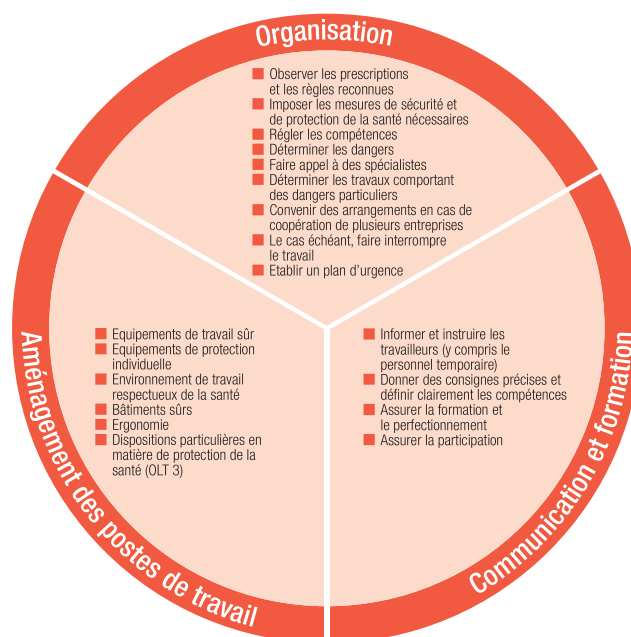 Organisation
Observer les prescriptions
et les règles reconnues
Imposer les mesures de sécurité et
de protection de la santé nécessaires
Régler les compétences
Déterminer les dangers
Faire appel à des spécialistes
Déterminer les travaux comportant
des dangers particuliers
Convenir des arrangements en cas de
coopération de plusieurs entreprises
Le cas échéant, faire interrompre
le travail
Etablir un plan d'urgence
Aménagement des postes de travail
Equipements de travail sûr
Equipements de protection
individuelle
Environnement de travail
respectueux de la santé
Bâtiments sûrs
Ergonomie
Dispositions particulières en
matière de protection de la
santé (OLT 3)
Informer et instruire les
travailleurs (y compris le
personnel temporaire)
Donner des consignes précises et
définir clairement les compétences
Assurer la formation et
le perfectionnement
Assurer la participation
Communication et formation